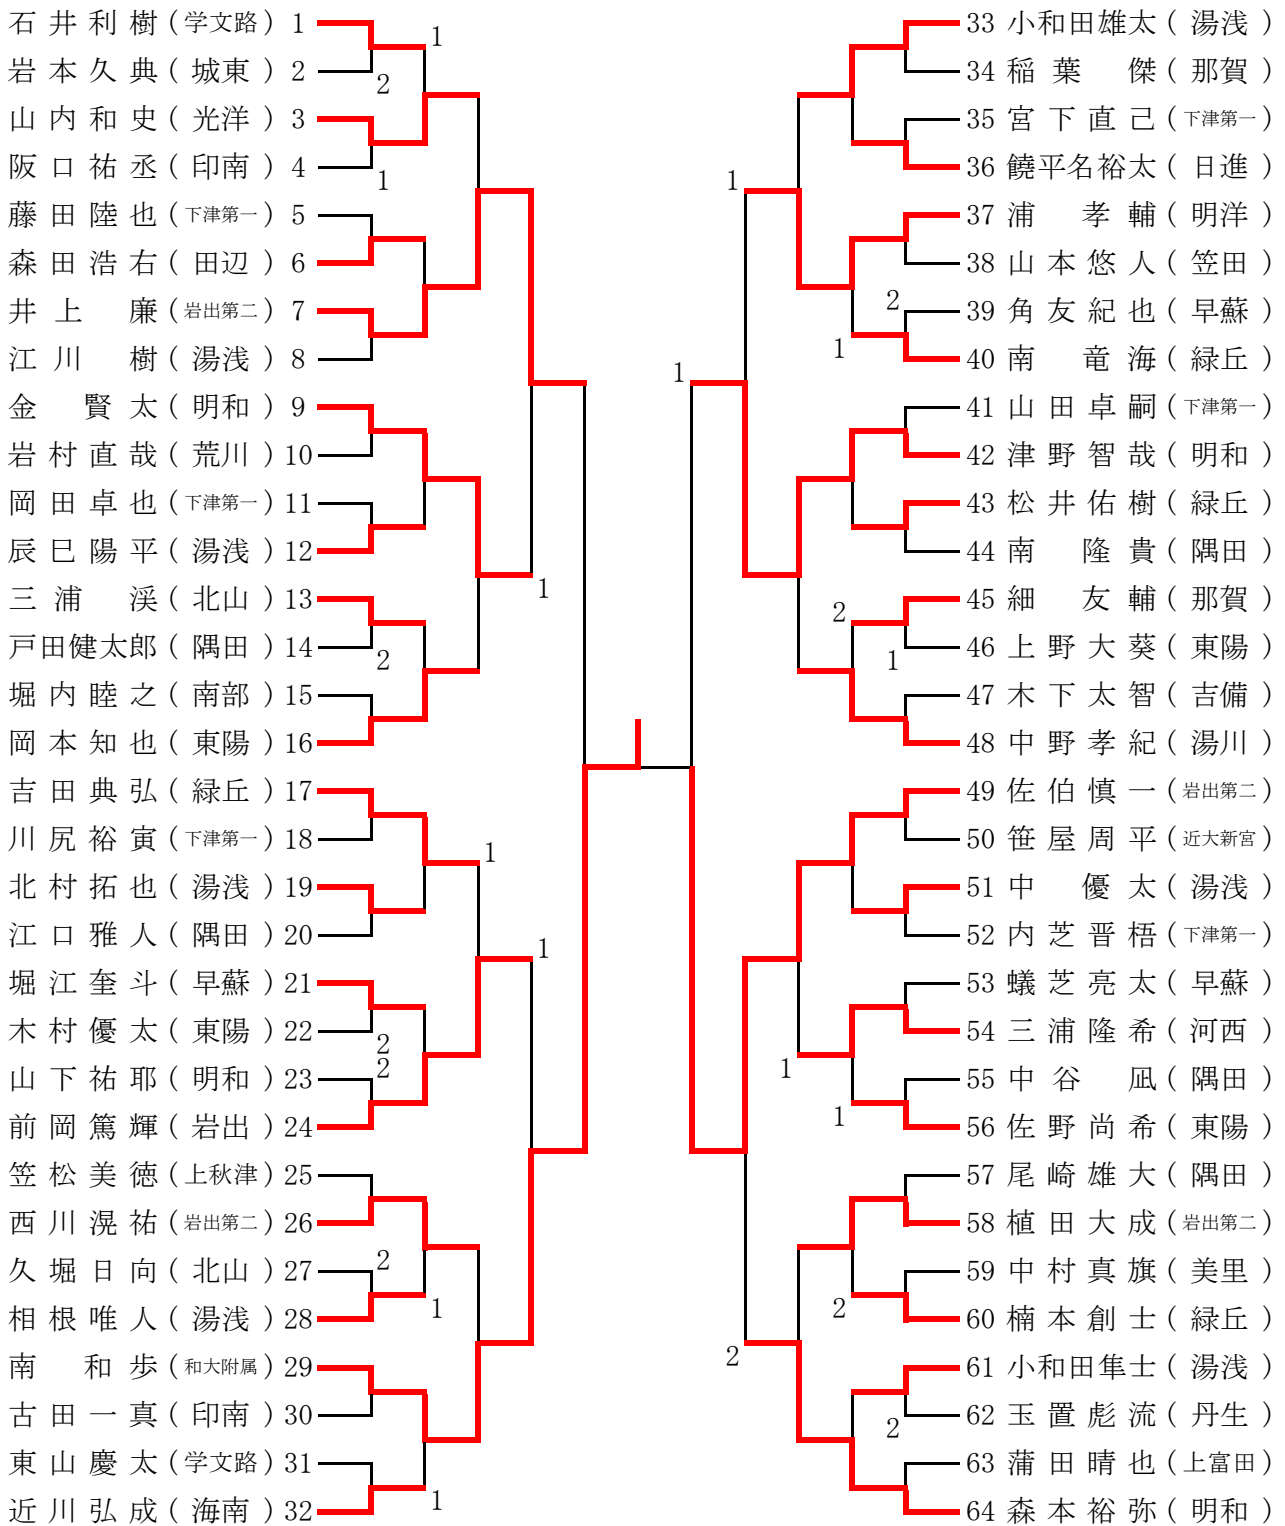 石井利樹(学文路) 1
岩本久典(城東) 2
山内和史(光洋) 3
阪口祐丞(印南) 4
藤田陸也(下津第一) 5
森田浩右(田辺) 6
井上 廉(岩出第二) 7
江川 樹(湯浅) 8
金 賢太(明和) 9
岩村直哉(荒川) 10
岡田卓也(下津第一) 11
辰巳陽平(湯浅) 12
三浦 渓(北山) 13
戸田健太郎(隅田) 14
堀内睦之(南部) 15
岡本知也(東陽) 16
吉田典弘(緑丘) 17
川尻裕寅(下津第一) 18
北村拓也(湯浅) 19
江口雅人(隅田) 20
堀江奎斗(早蘇) 21
木村優太(東陽) 22
山下祐耶(明和) 23
前岡篤輝(岩出) 24
笠松美徳(上秋津) 25
西川滉祐(岩出第二) 26
久堀日向(北山) 27
相根唯人(湯浅) 28
南 和歩(和大附属) 29
古田一真(印南) 30
東山慶太(学文路) 31
近川弘成(海南) 32
1
2
1
1
2
1
1
2
2
2
1
1
33 小和田雄太(湯浅)
34 稲葉 傑(那賀)
35 宮下直己(下津第一)
36 饒平名裕太(日進)
37 浦 孝輔(明洋)
38 山本悠人(笠田)
39 角友紀也(早蘇)
40 南 竜海(緑丘)
41 山田卓嗣(下津第一)
42 津野智哉(明和)
43 松井佑樹(緑丘)
44 南 隆貴(隅田)
45 細 友輔(那賀)
46 上野大葵(東陽)
47 木下太智(吉備)
48 中野孝紀(湯川)
49 佐伯慎一(岩出第二)
50 笹屋周平(近大新宮)
51 中 優太(湯浅)
52 内芝晋梧(下津第一)
53 蟻芝亮太(早蘇)
54 三浦隆希(河西)
55 中谷 凪(隅田)
56 佐野尚希(東陽)
57 尾崎雄大(隅田)
58 植田大成(岩出第二)
59 中村真旗(美里)
60 楠本創士(緑丘)
61 小和田隼士(湯浅)
62 玉置彪流(丹生)
63 蒲田晴也(上富田)
64 森本裕弥(明和)
1
2
1
1
2
1
1
1
2
2
2